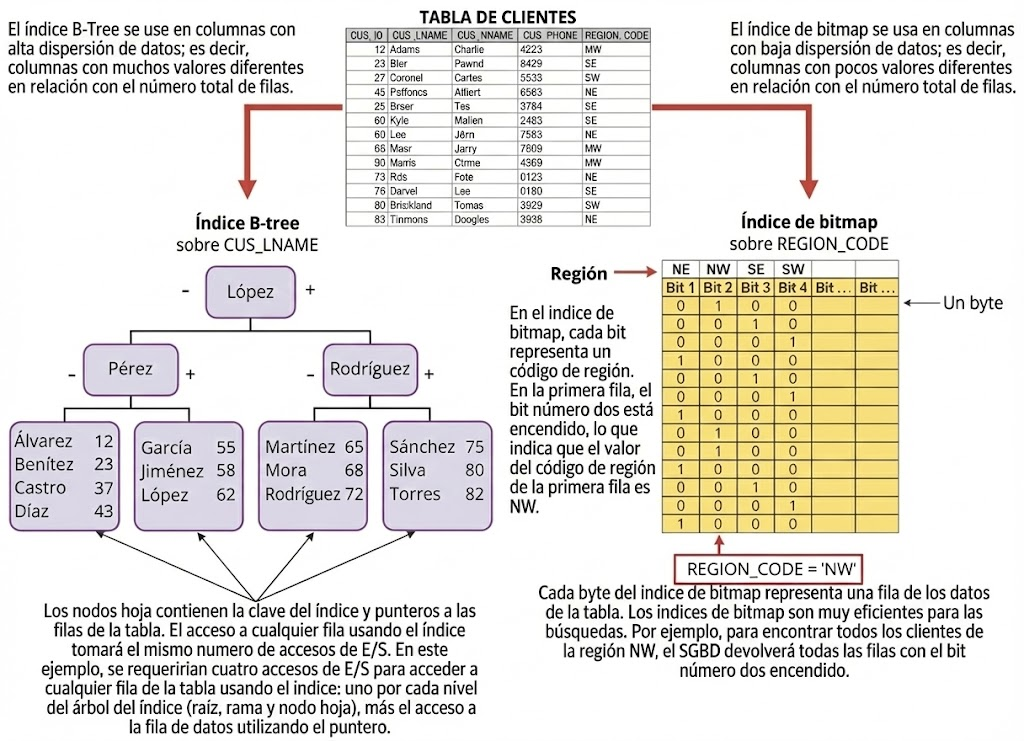 TABLA DE CLIENTES
El índice B-Tree se use en columnas con
alta dispersión de datos; es decir,
columnas con muchos valores diferentes
en relación con el número total de filas.
CUS_IO CUS_LNAME CUS_NNAME CUS PHONE REGION_CODE
12 Adams Charlie 4223 MW
23 Bler Pawnd 8429 SE
27 Coronel Cartes 5533 SW
45 Psffoncs Atfiert 6563 NE
25 Brser Tes 3784 SE
60 Kyle Mallen 2483 SE
60 Lee Jêrn 7583 NE
68 Masr Jarry 7809 MW
90 Marris Ctrme 4369 MW
73 Rds Fote 0123 NE
76 Darvel Lee 0180 SE
80 Tomas 3929 SW
83 Tinmons Doogles 3938 NE
El índice de bitmap se usa en columnas
con baja dispersión de datos; es decir,
columnas con pocos valores diferentes
en relación con el número total de filas.
Índice B-tree
sobre CUS_LNAME
- López +
- Pérez +
- Rodríguez +
Álvarez 12
Benítez 23
Castro 37
Díaz 43
García 55
Jiménez 58
López 62
Martínez 65
Mora 68
Rodríguez 72
Sánchez 75
Silva 80
Torres 82
Los nodos hoja contienen la clave del índice y punteros a las
filas de la tabla. El acceso a cualquier fila usando el índice
tomará el mismo numero de accesos de E/S. En este
ejemplo, se requeririan cuatro accesos de E/S para acceder a
cualquier fila de la tabla usando el indice: uno por cada nivel
del árbol del índice (raíz, rama y nodo hoja), más el acceso a
la fila de datos utilizando el puntero.
Índice de bitmap
sobre REGION_CODE
Región
NE NW SE SW
Bit 1 Bit 2 Bit 3 Bit 4 Bit ... Bit ...
0 1 0 0
0 0 1 0
0 0 0 1
1 0 0 0
0 0 1 0
0 0 0 1
1 0 0 0
0 1 0 0
0 1 0 0
1 0 0 0
0 0 1 0
0 0 0 1
1 0 0 0
Un byte
En el indice de
bitmap, cada bit
representa un
código de región.
En la primera fila, el
bit número dos está
encendido, lo que
indica que el valor
del código de región
de la primera fila es
NW.
REGION_CODE = 'NW'
Cada byte del indice de bitmap representa una fila de los datos
de la tabla. Los indices de bitmap son muy eficientes para las
búsquedas. Por ejemplo, para encontrar todos los clientes de
la región NW, el SGBD devolverá todas las filas con el bit
número dos encendido.